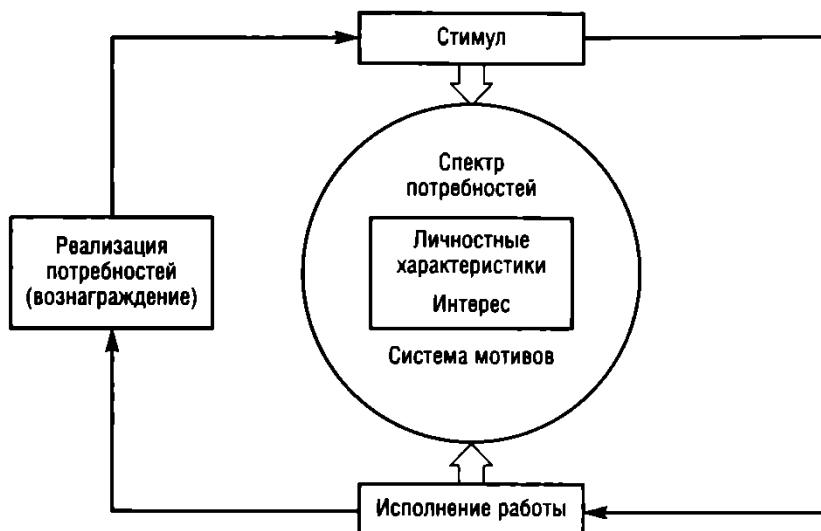 Стимул
Спектр
потребностей
Личностные
характеристики
Интерес
Система мотивов
Реализация
потребностей
(вознаграждение)
Исполнение работы